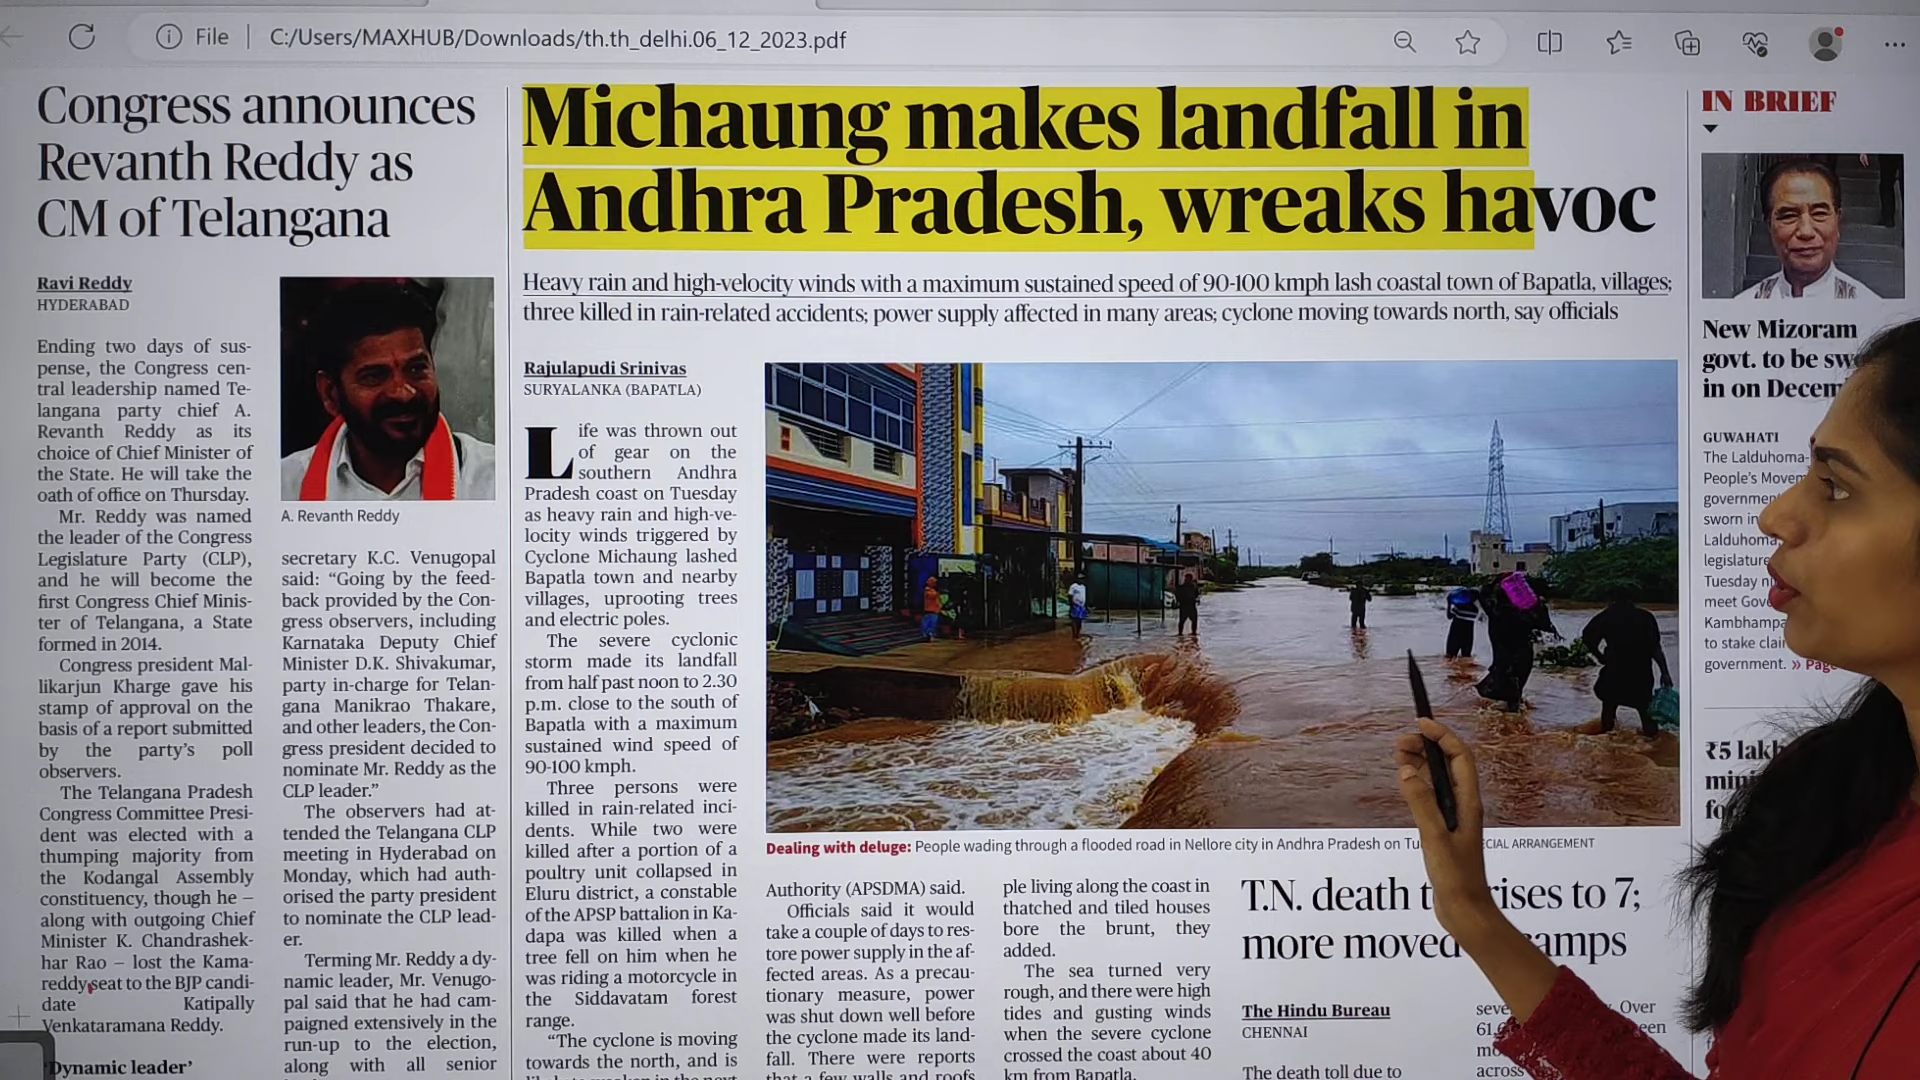 File
C:/Users/MAXHUB/Downloads/th.th_delhi.06_12_2023.pdf
Congress announces
Revanth Reddy as
CM of Telangana
Ravi Reddy
HYDERABAD
Ending two days of sus-
pense, the Congress cen-
tral leadership named Te-
langana party chief A.
Revanth Reddy as its
choice of Chief Minister of
the State. He will take the
oath of office on Thursday.
Mr. Reddy was named
the leader of the Congress
Legislature Party (CLP),
and he will become the
first Congress Chief Minis-
ter of Telangana, a State
formed in 2014.
Congress president Mal-
likarjun Kharge gave his
stamp of approval on the
basis of a report submitted
by the party's poll
observers.
The Telangana Pradesh
Congress Committee Presi-
dent was elected with a
thumping majority from
the Kodangal Assembly
constituency, though he –
along with outgoing Chief
Minister K. Chandrashek-
har Rao – lost the Kama-
reddy seat to the BJP candi-
date Katipally
Venkataramana Reddy.
'Dynamic leader'
A. Revanth Reddy
secretary K.C. Venugopal
said: “Going by the feed-
back provided by the Con-
gress observers, including
Karnataka Deputy Chief
Minister D.K. Shivakumar,
party in-charge for Telan-
gana Manikrao Thakare,
and other leaders, the Con-
gress president decided to
nominate Mr. Reddy as the
CLP leader.”
The observers had at-
tended the Telangana CLP
meeting in Hyderabad on
Monday, which had auth-
orised the party president
to nominate the CLP lead-
er.
Terming Mr. Reddy a dy-
namic leader, Mr. Venugo-
pal said that he had cam-
paigned extensively in the
run-up to the election,
along with all senior
Michaung makes landfall in
Andhra Pradesh, wreaks havoc
Heavy rain and high-velocity winds with a maximum sustained speed of 90-100 kmph lash coastal town of Bapatla, villages;
three killed in rain-related accidents; power supply affected in many areas; cyclone moving towards north, say officials
Rajulapudi Srinivas
SURYALANKA (BAPATLA)
Life was thrown out
of gear on the
southern Andhra
Pradesh coast on Tuesday
as heavy rain and high-ve-
locity winds triggered by
Cyclone Michaung lashed
Bapatla town and nearby
villages, uprooting trees
and electric poles.
The severe cyclonic
storm made its landfall
from half past noon to 2.30
p.m. close to the south of
Bapatla with a maximum
sustained wind speed of
90-100 kmph.
Three persons were
killed in rain-related inci-
dents. While two were
killed after a portion of a
poultry unit collapsed in
Eluru district, a constable
of the APSP battalion in Ka-
dapa was killed when a
tree fell on him when he
was riding a motorcycle in
the Siddavatam forest
range.
“The cyclone is moving
towards the north, and is
Dealing with deluge: People wading through a flooded road in Nellore city in Andhra Pradesh on
ARRANGEMENT
Authority (APSDMA) said.
Officials said it would
take a couple of days to res-
tore power supply in the af-
fected areas. As a precau-
tionary measure, power
was shut down well before
the cyclone made its land-
fall. There were reports
that a few walls and roofs
ple living along the coast in
thatched and tiled houses
bore the brunt, they
added.
The sea turned very
rough, and there were high
tides and gusting winds
when the severe cyclone
crossed the coast about 40
km from Bapatla.
T.N. death rises to 7;
more moved
The Hindu Bureau
CHENNAI
The death toll due to
Over
across
IN BRIEF
New Mizoram
govt. to be
in on
GUWAHATI
The Lalduhoma-
People's
sworn in
Tuesday
meet
to stake
government. »
₹5